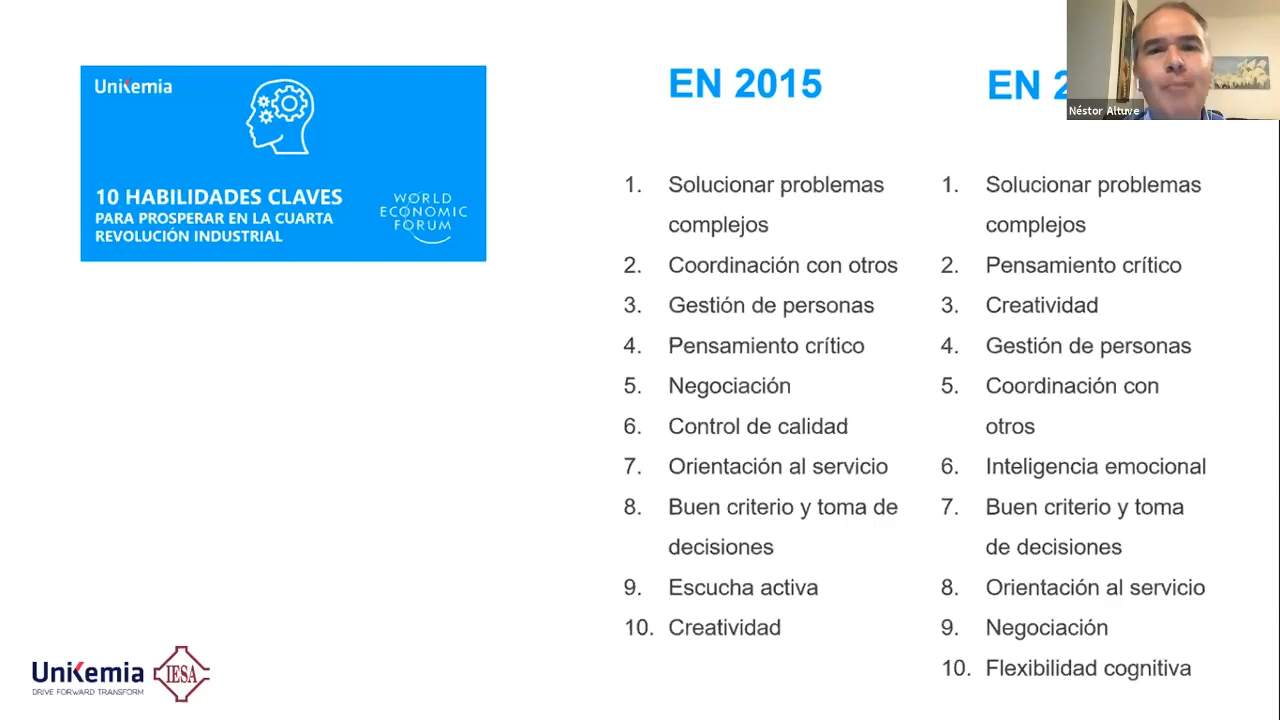 UniKemia
10 HABILIDADES CLAVES
PARA PROSPERAR EN LA CUARTA
REVOLUCIÓN INDUSTRIAL
WORLD
ECONOMIC
FORUM
EN 2015
1. Solucionar problemas
complejos
2. Coordinación con otros
3. Gestión de personas
4. Pensamiento crítico
5. Negociación
6. Control de calidad
7. Orientación al servicio
8. Buen criterio y toma de
decisiones
9. Escucha activa
10. Creatividad
EN 2
1. Solucionar problemas
complejos
2. Pensamiento crítico
3. Creatividad
4. Gestión de personas
5. Coordinación con
otros
6. Inteligencia emocional
7. Buen criterio y toma
de decisiones
8. Orientación al servicio
9. Negociación
10. Flexibilidad cognitiva
Néstor Altuve
UniKemia
DRIVE FORWARD TRANSFORM
IESA